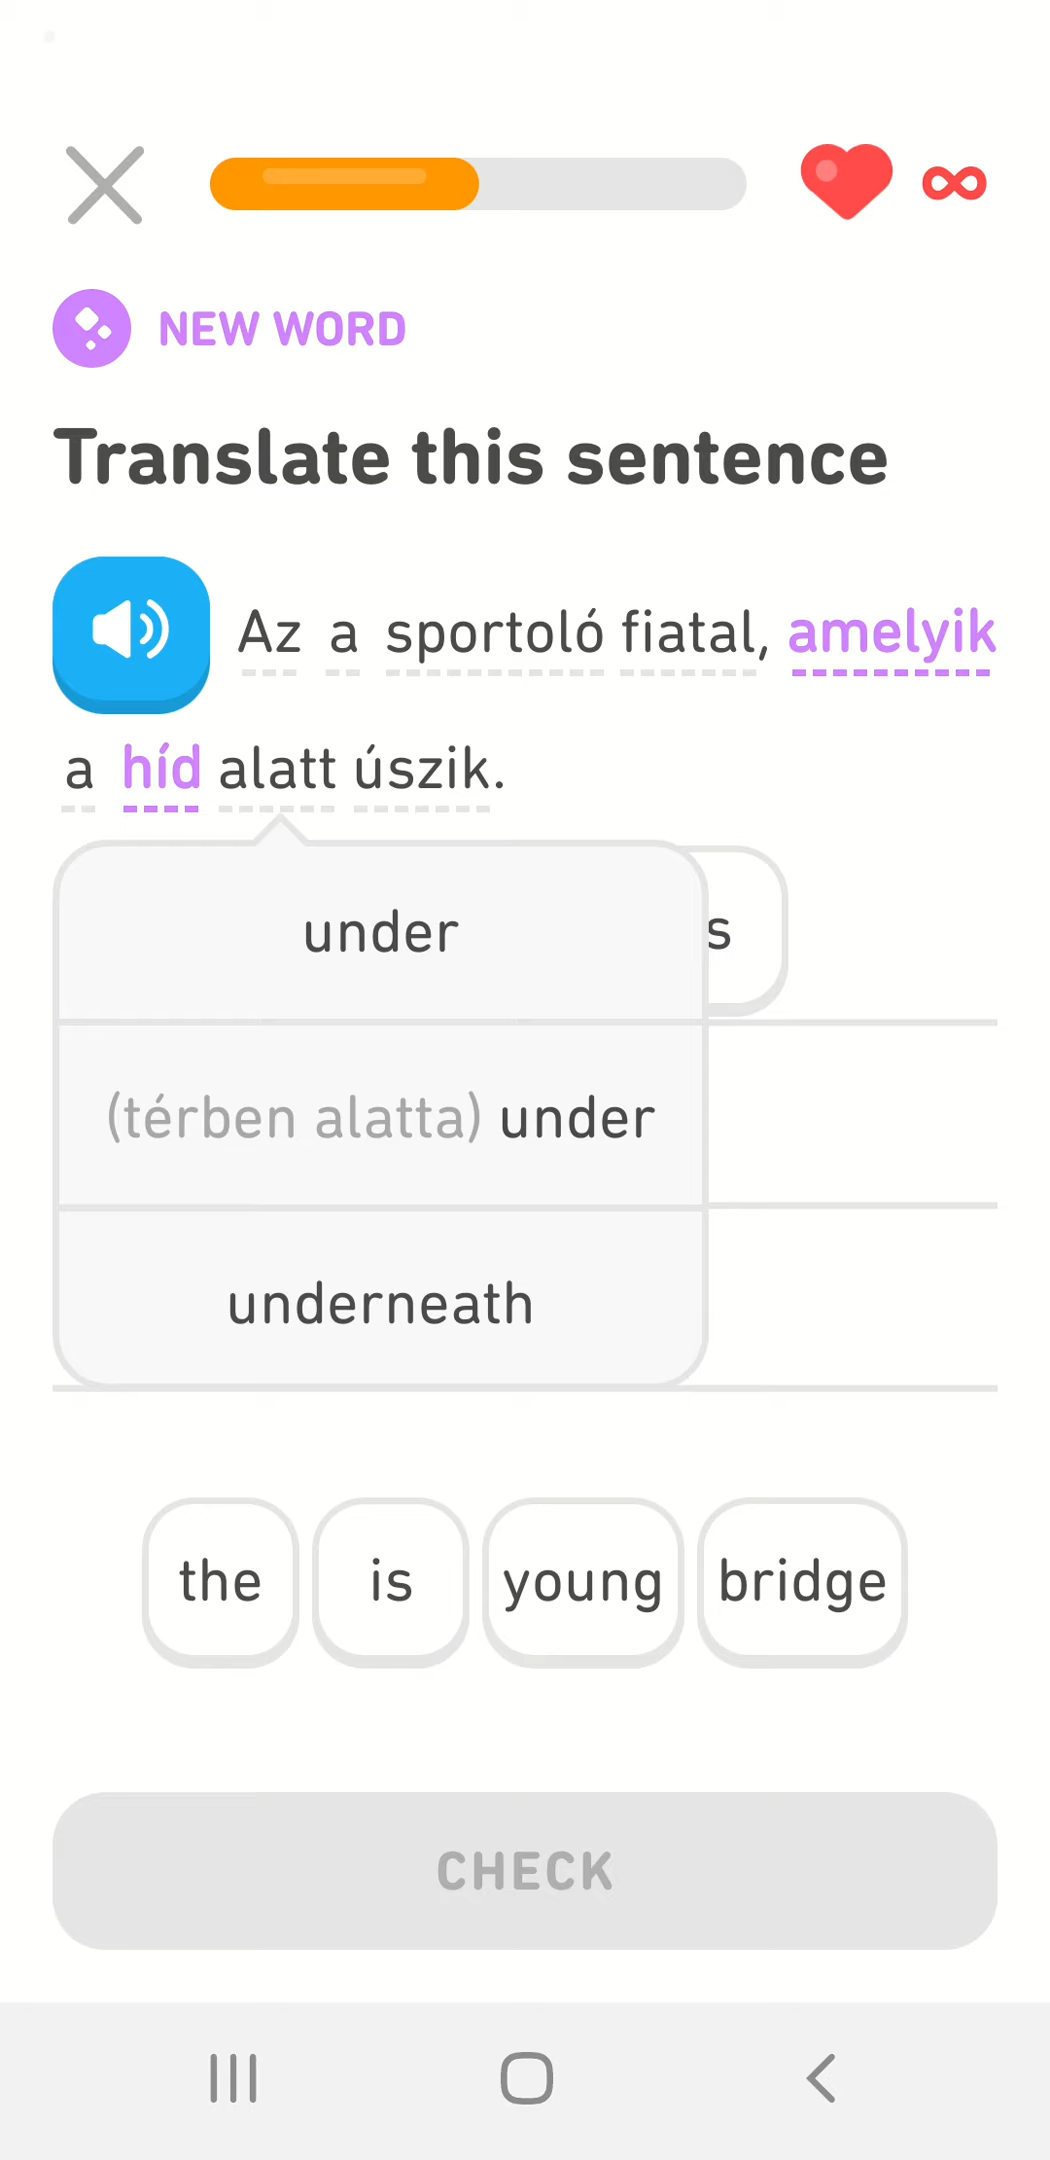 NEW WORD
Translate this sentence
Az a sportoló fiatal, amelyik
a híd alatt úszik.
under
(térben alatta) under
underneath
the is young bridge
CHECK